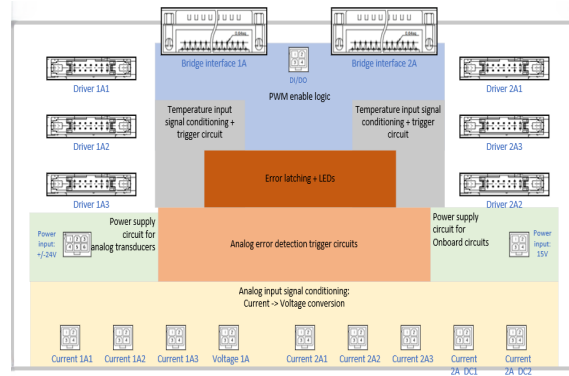 Bridge interface 1A
Bridge interface 2A
DI/DO
PWM enable logic
Driver 1A1
Driver 2A1
Temperature input
signal conditioning +
trigger circuit
Temperature input signal
conditioning + trigger
circuit
Driver 1A2
Driver 2A3
Error latching + LEDs
Driver 1A3
Driver 2A2
Power supply
circuit for
analog transducers
Power
input:
+/-24V
Analog error detection trigger circuits
Power supply
circuit for
Onboard circuits
Power
input:
15V
Analog input signal conditioning:
Current -> Voltage conversion
Current 1A1
Current 1A2
Current 1A3
Voltage 1A
Current 2A1
Current 2A2
Current 2A3
Current
2A DC1
Current
2A DC2